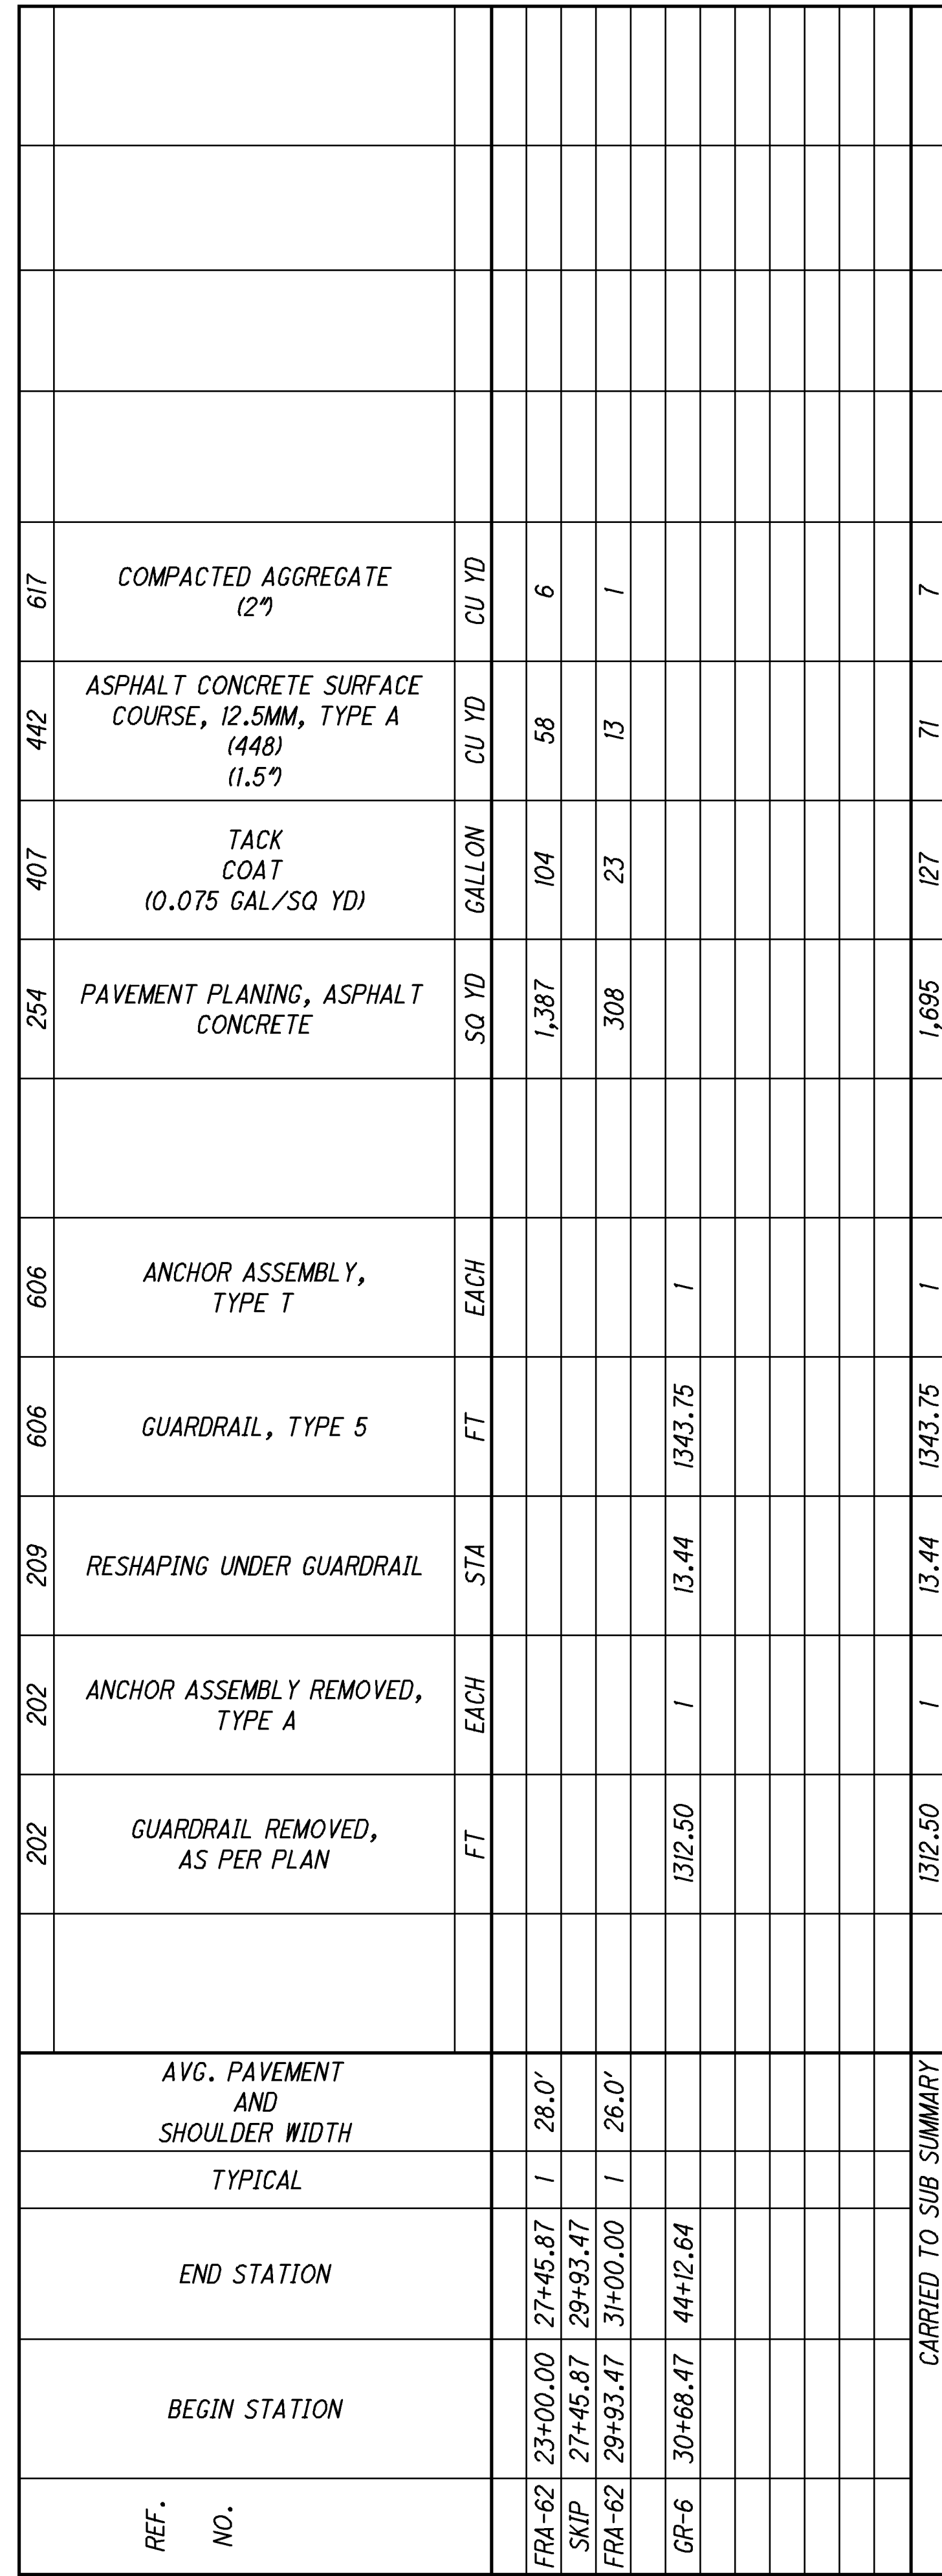 REF.
NO.
BEGIN STATION
END STATION
TYPICAL
AVG. PAVEMENT
AND
SHOULDER WIDTH
202
GUARDRAIL REMOVED,
AS PER PLAN
FT
202
ANCHOR ASSEMBLY REMOVED,
TYPE A
EACH
209
RESHAPING UNDER GUARDRAIL
STA
606
GUARDRAIL, TYPE 5
FT
606
ANCHOR ASSEMBLY,
TYPE T
EACH
254
PAVEMENT PLANING, ASPHALT
CONCRETE
SQ YD
407
TACK
COAT
(0.075 GAL/SQ YD)
GALLON
442
ASPHALT CONCRETE SURFACE
COURSE, 12.5MM, TYPE A
(448)
(1.5")
CU YD
617
COMPACTED AGGREGATE
(2")
CU YD
FRA-62 23+00.00 27+45.87 1 28.0' 1,387 104 58 6
SKIP 27+45.87 29+93.47
FRA-62 29+93.47 31+00.00 1 26.0' 308 23 13 1
GR-6 30+68.47 44+12.64 1312.50 1 13.44 1343.75 1
CARRIED TO SUB SUMMARY 1312.50 1 13.44 1343.75 1 1,695 127 71 7